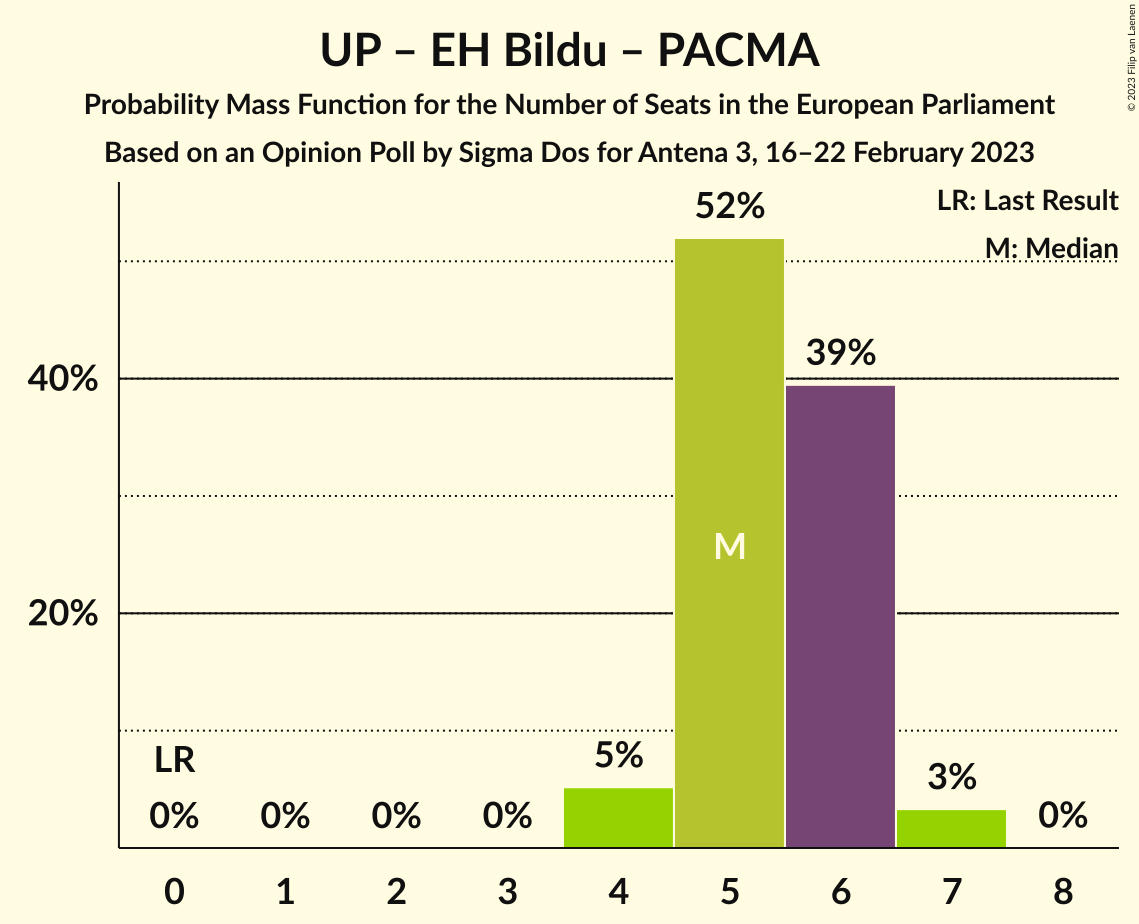 UP – EH Bildu – PACMA
Probability Mass Function for the Number of Seats in the European Parliament
Based on an Opinion Poll by Sigma Dos for Antena 3, 16–22 February 2023
© 2023 Filip van Laenen
LR: Last Result
M: Median
52%
39%
40%
M
20%
LR
5%
3%
0%
0%
0%
0%
0%
0 1 2 3 4 5 6 7 8